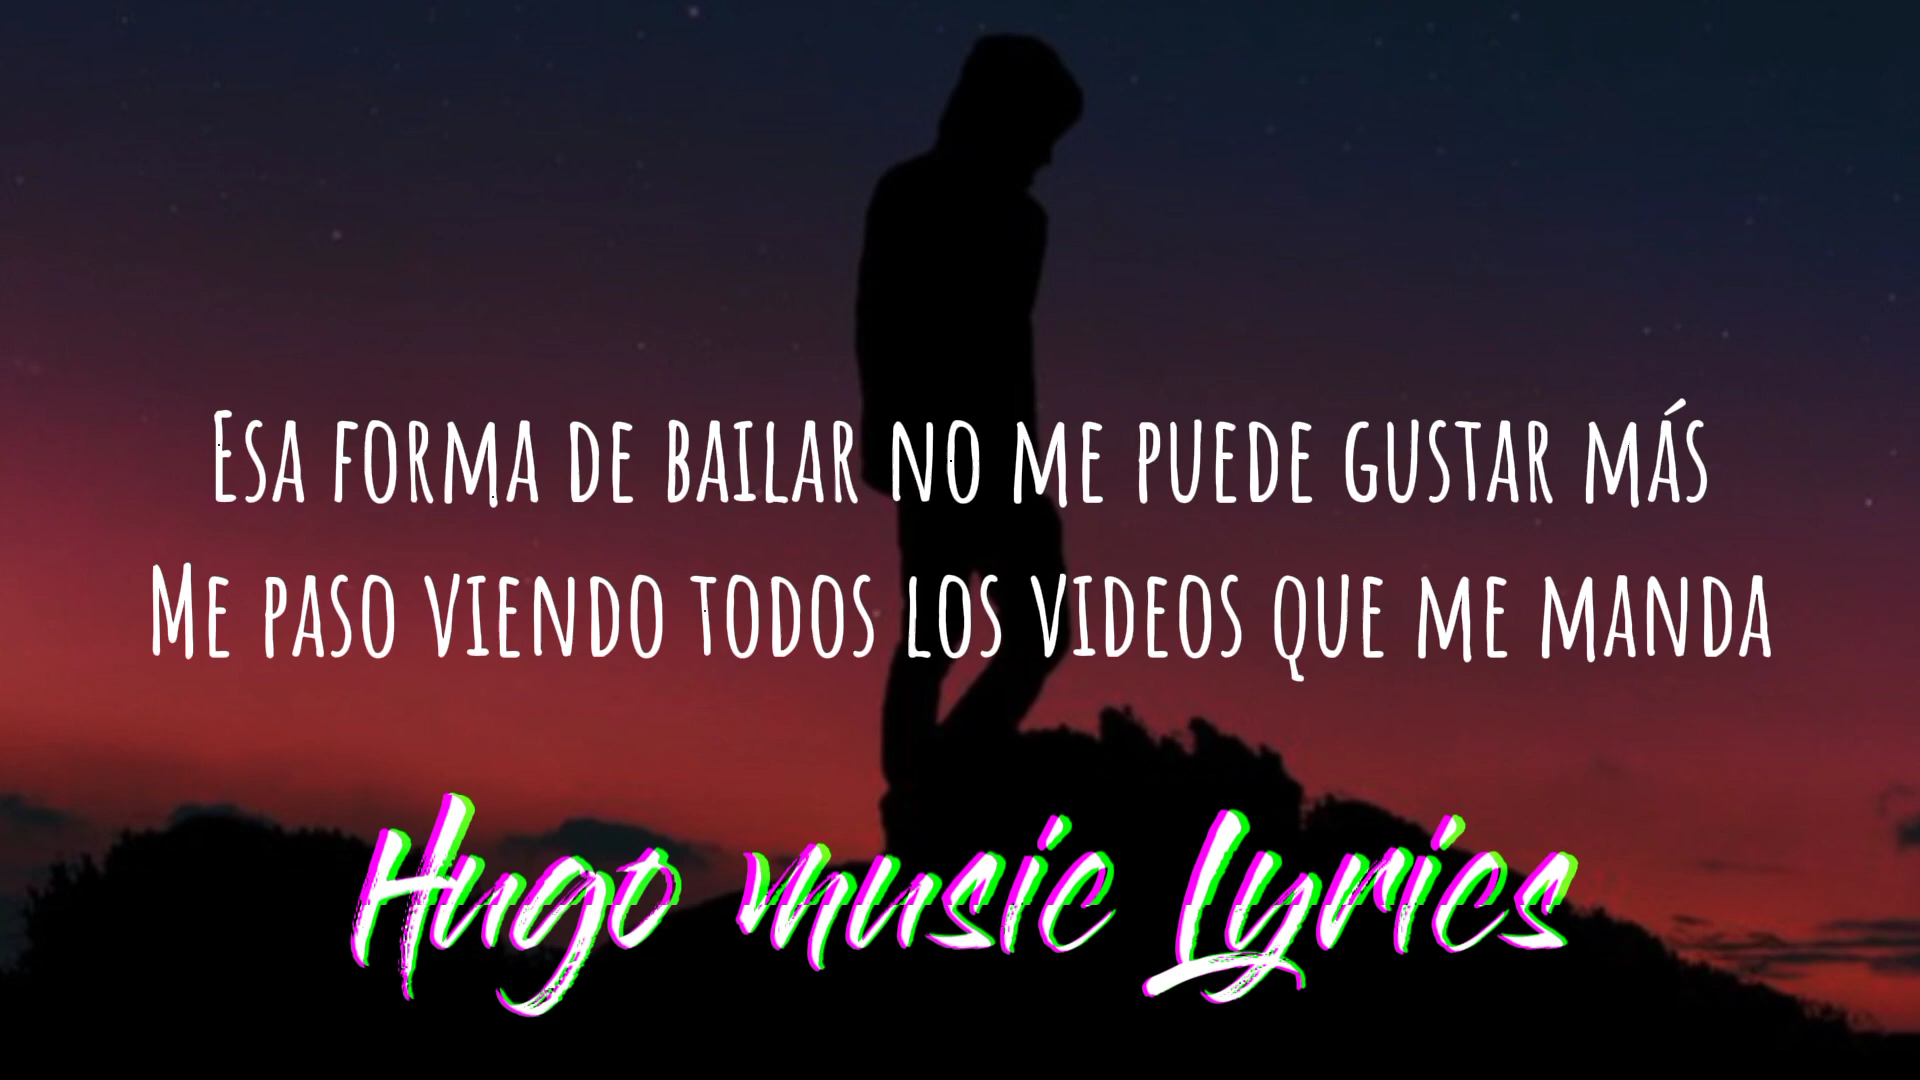 Esa forma de bailar no me puede gustar más
Me paso viendo todos los videos que me manda
Hugo music Lyrics